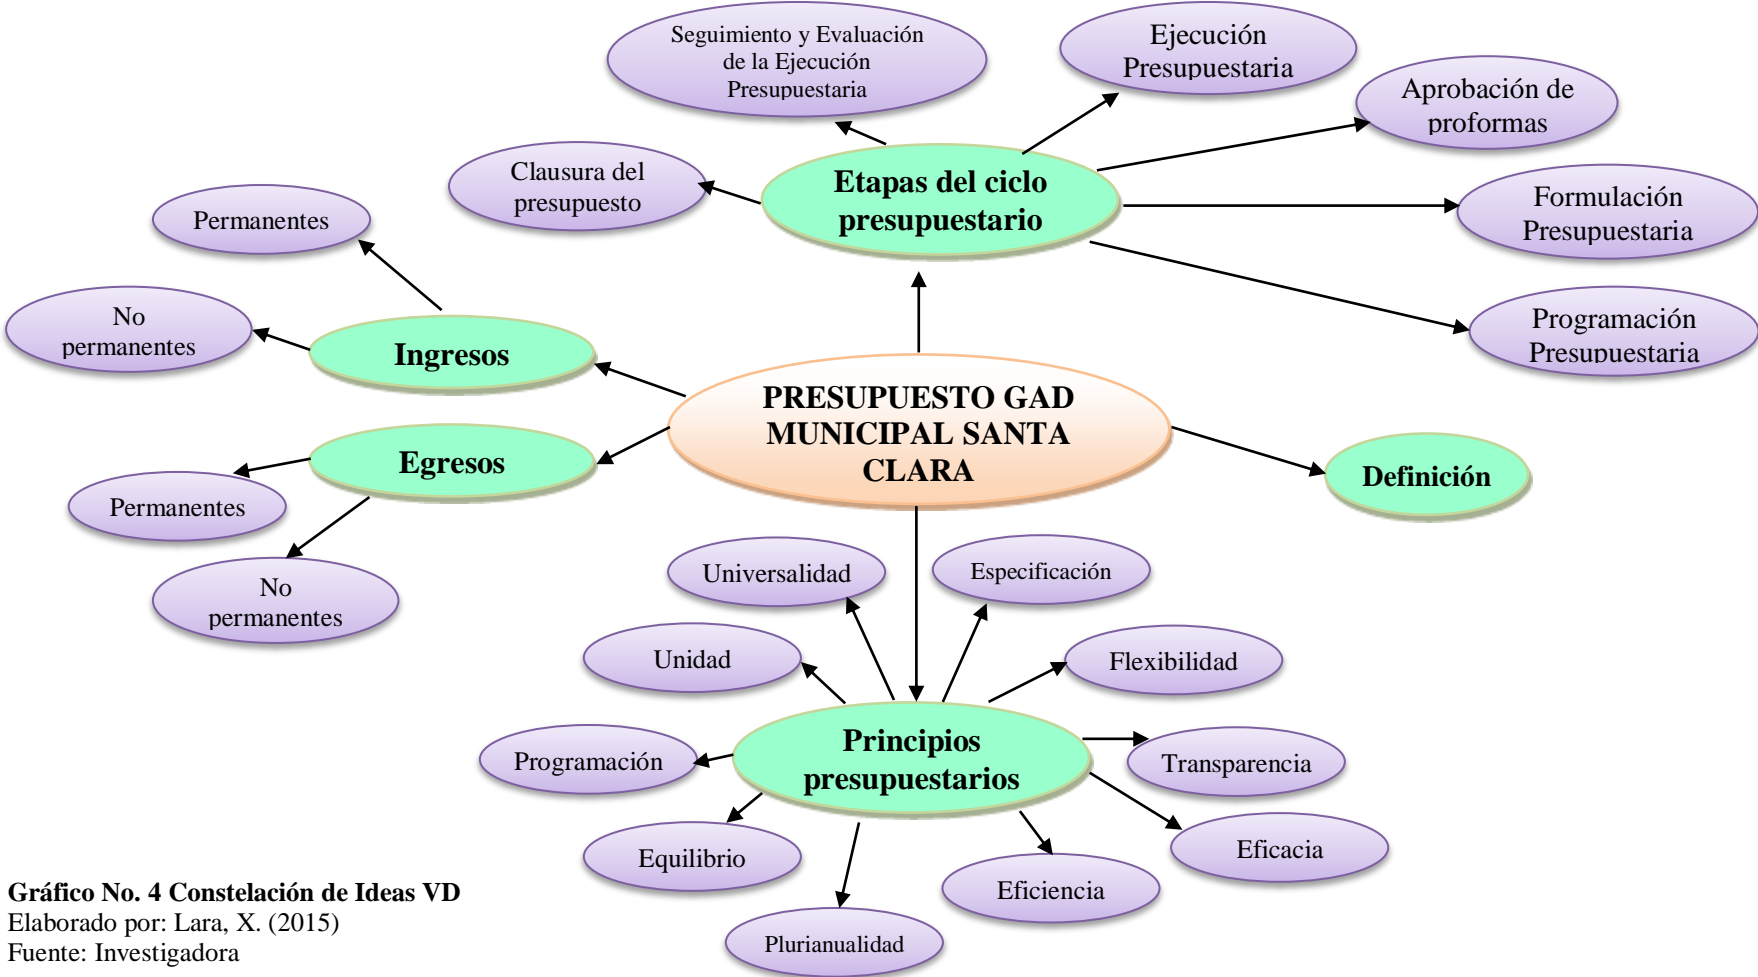 Seguimiento y Evaluación
de la Ejecución
Presupuestaria
Ejecución
Presupuestaria
Aprobación de
proformas
Clausura del
presupuesto
Etapas del ciclo
presupuestario
Formulación
Presupuestaria
Permanentes
No
permanentes
Ingresos
Programación
Presupuestaria
PRESUPUESTO GAD
MUNICIPAL SANTA
CLARA
Egresos
Definición
Permanentes
No
permanentes
Universalidad
Especificación
Unidad
Flexibilidad
Programación
Principios
presupuestarios
Transparencia
Equilibrio
Eficacia
Eficiencia
Plurianualidad
Gráfico No. 4 Constelación de Ideas VD
Elaborado por: Lara, X. (2015)
Fuente: Investigadora